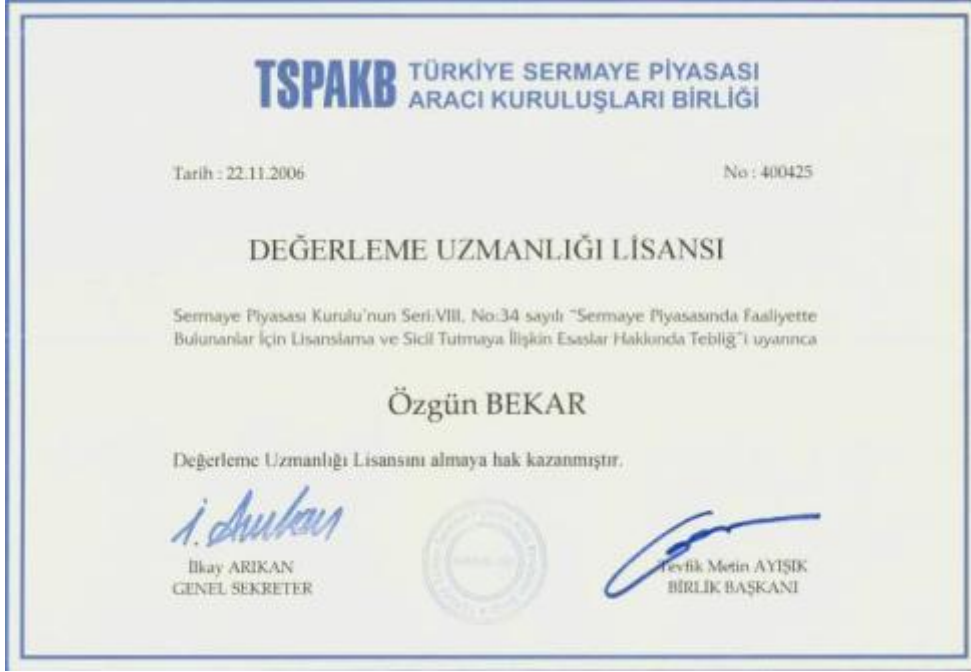 TSPAKB TÜRKİYE SERMAYE PİYASASI
ARACI KURULUŞLARI BİRLİĞİ
Tarih : 22.11.2006 No : 400425
DEĞERLEME UZMANLIĞI LİSANSI
Sermaye Piyasası Kurulu'nun Seri:VIII, No:34 sayılı "Sermaye Piyasasında Faaliyette
Bulunanlar İçin Lisanslama ve Sicil Tutmaya İlişkin Esaslar Hakkında Tebliğ"i uyarınca
Özgün BEKAR
Değerleme Uzmanlığı Lisansını almaya hak kazanmıştır.
İlkay ARIKAN
GENEL SEKRETER
Tevfik Metin AYIŞIK
BİRLİK BAŞKANI